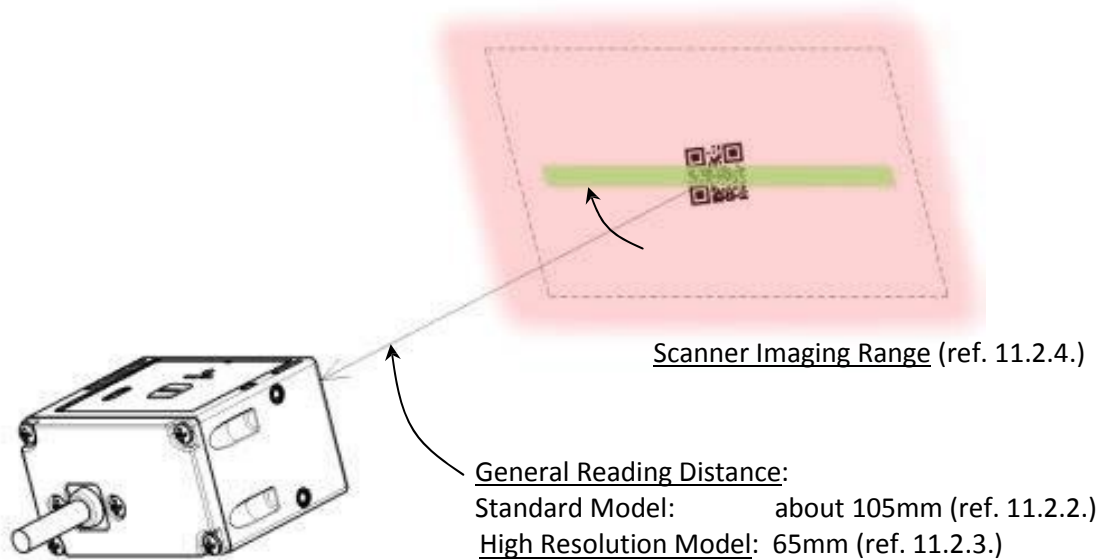 Scanner Imaging Range (ref. 11.2.4.)
General Reading Distance:
Standard Model: about 105mm (ref. 11.2.2.)
High Resolution Model: 65mm (ref. 11.2.3.)